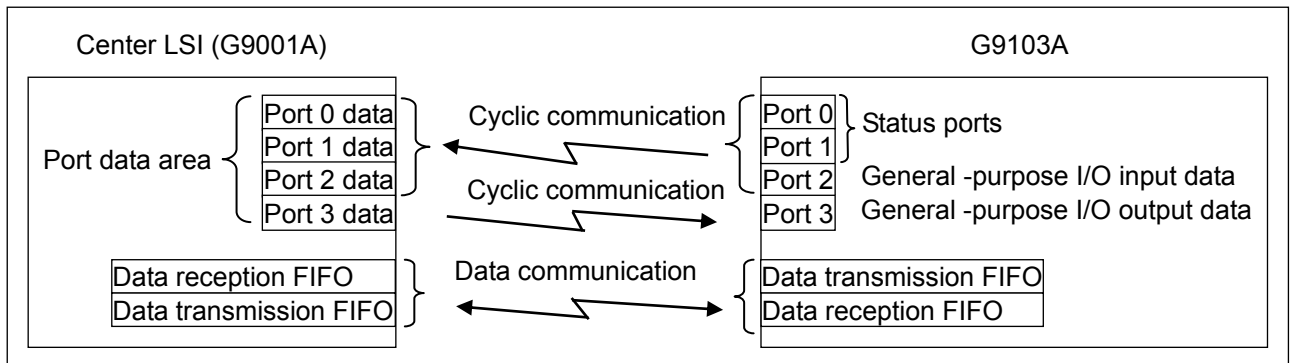 Center LSI (G9001A)
G9103A
Port data area
Port 0 data
Port 1 data
Port 2 data
Port 3 data
Cyclic communication
Cyclic communication
Port 0
Port 1
Port 2
Port 3
Status ports
General -purpose I/O input data
General -purpose I/O output data
Data reception FIFO
Data transmission FIFO
Data communication
Data transmission FIFO
Data reception FIFO